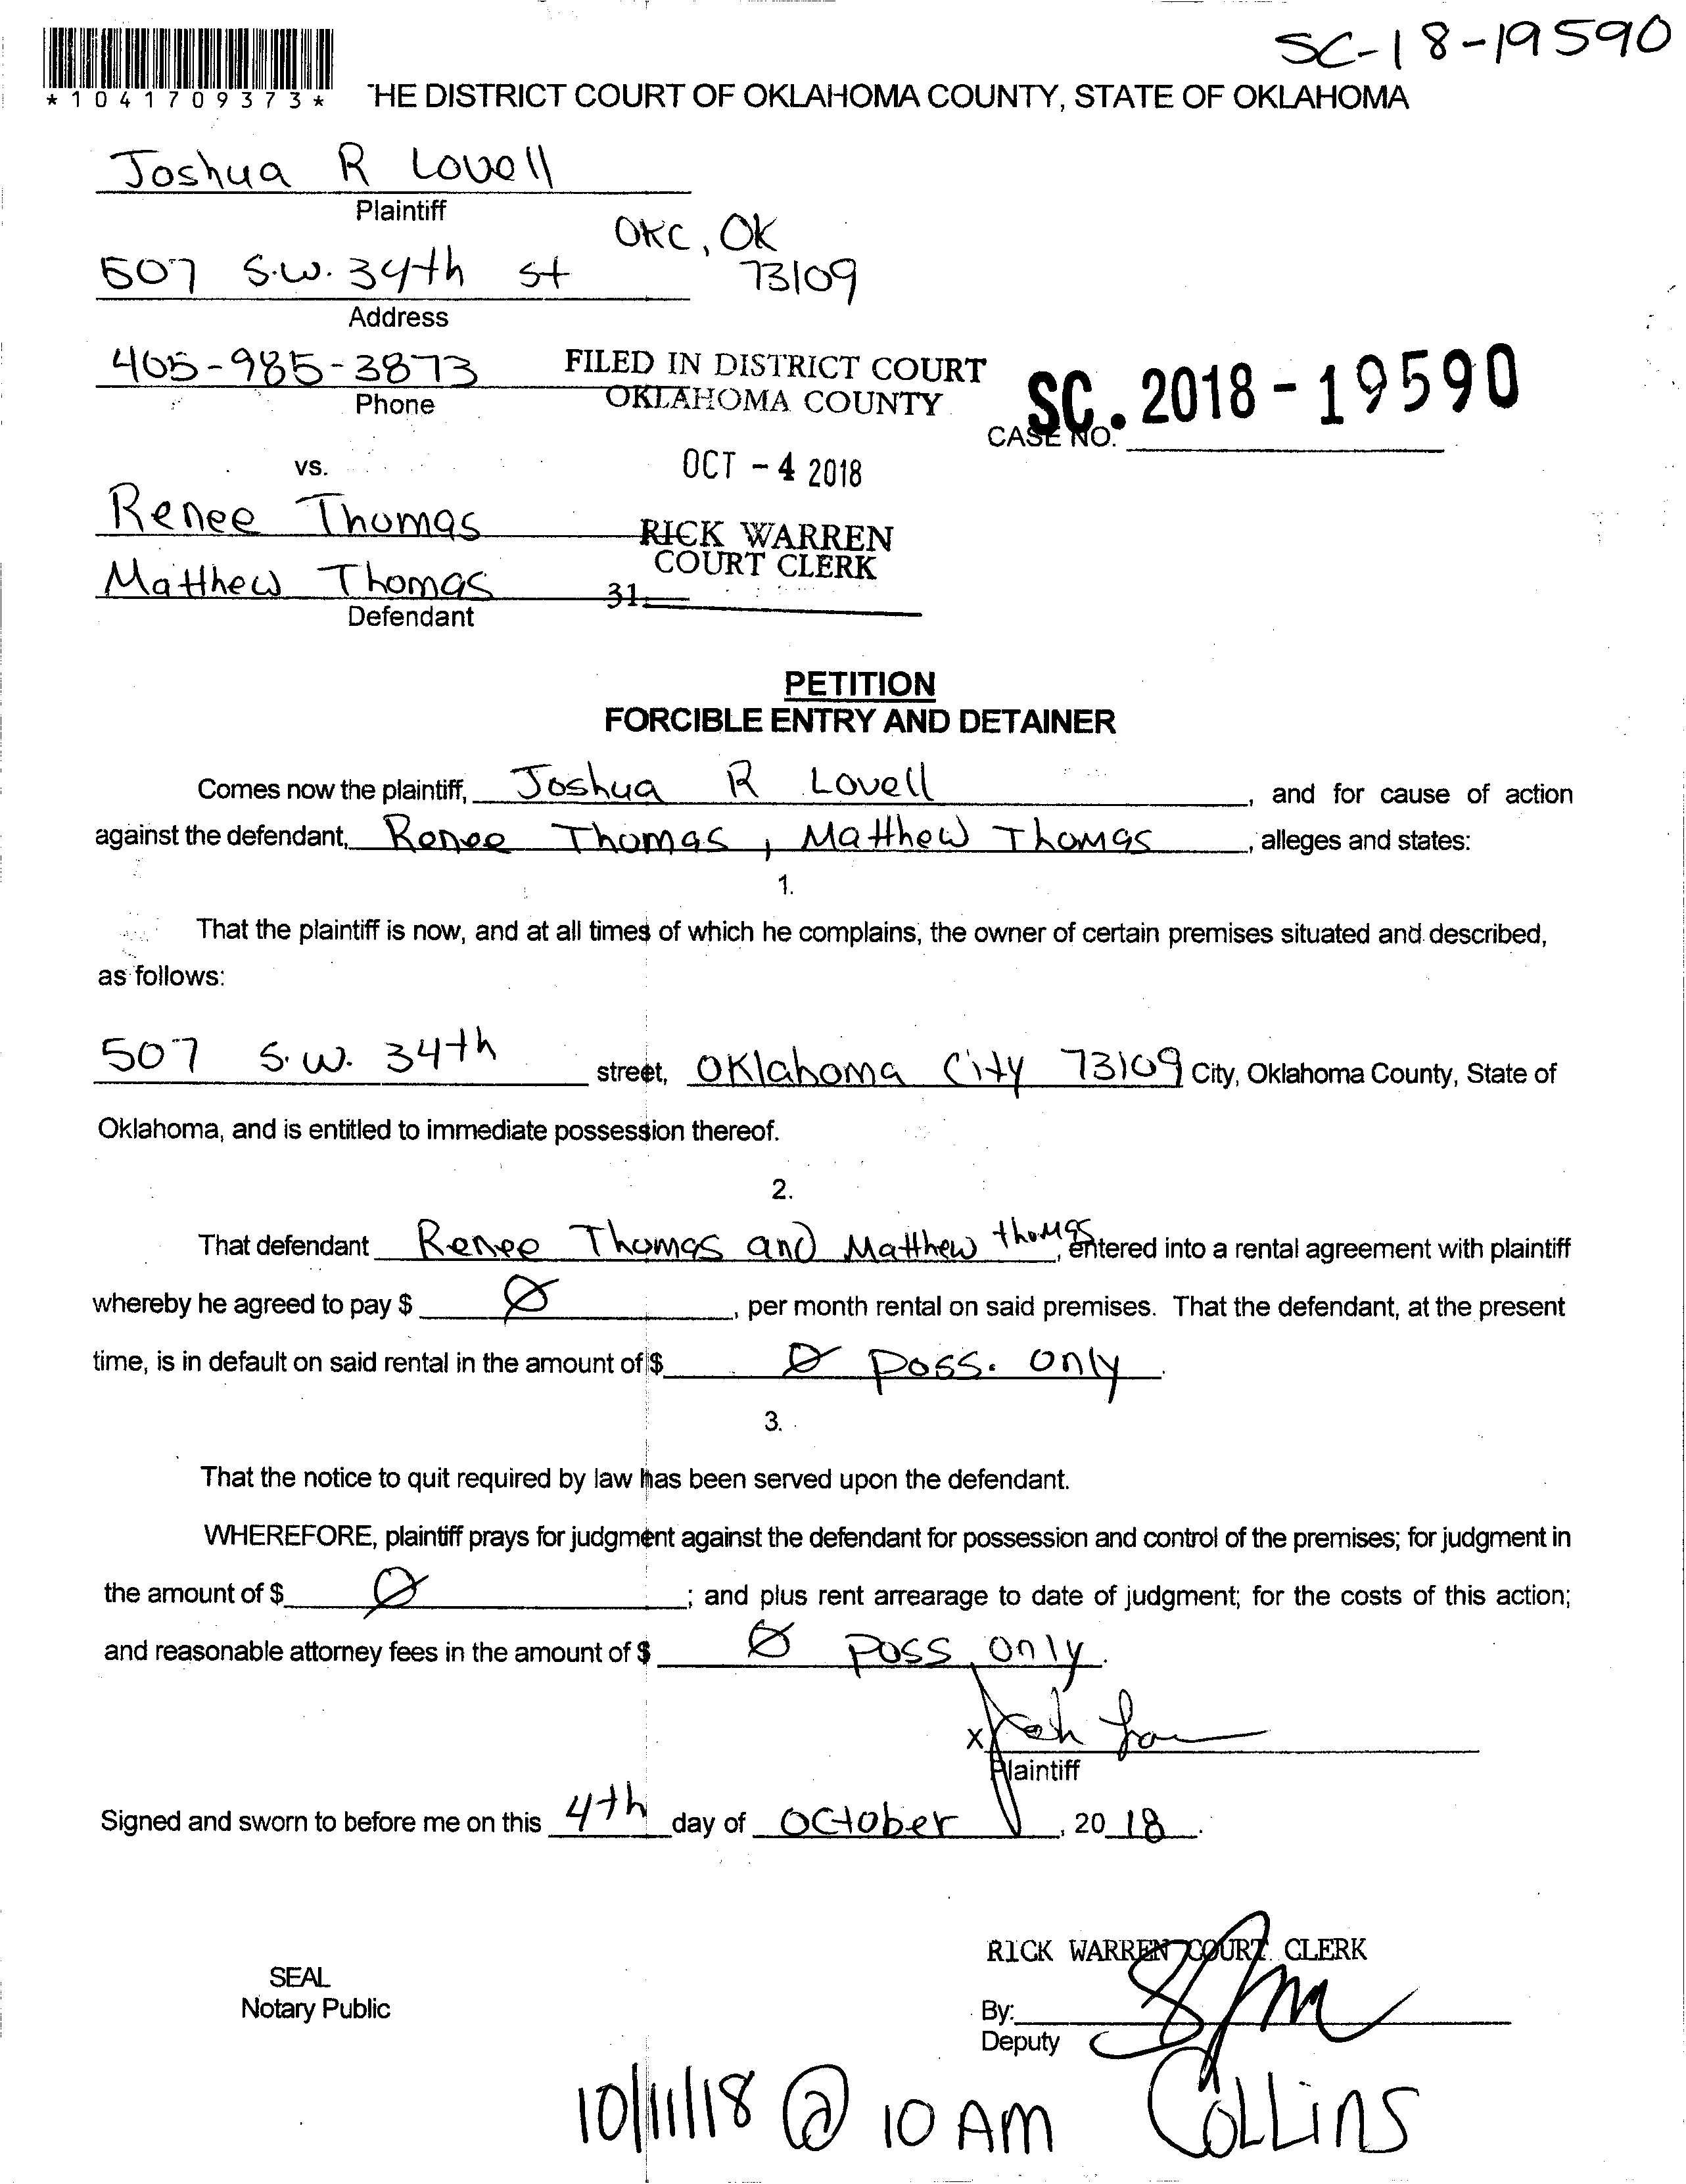 SC-18-19590
*1041709373*
THE DISTRICT COURT OF OKLAHOMA COUNTY, STATE OF OKLAHOMA
Joshua R Lovell
Plaintiff
OKC, OK
507 S.W. 34th St
73109
Address
405-985-3873
Phone
FILED IN DISTRICT COURT
OKLAHOMA COUNTY
SC. 2018-19590
CASE NO.
OCT -4 2018
vs.
Renee Thomas
RICK WARREN
COURT CLERK
Matthew Thomas
31
Defendant
PETITION
FORCIBLE ENTRY AND DETAINER
Comes now the plaintiff, Joshua R Lovell, and for cause of action
against the defendant, Renee Thomas, Matthew Thomas, alleges and states:
1.
That the plaintiff is now, and at all times of which he complains, the owner of certain premises situated and described,
as follows:
507 S.W. 34th street, Oklahoma City 73109 City, Oklahoma County, State of
Oklahoma, and is entitled to immediate possession thereof.
2.
That defendant Renee Thomas and Matthew thomas, entered into a rental agreement with plaintiff
whereby he agreed to pay $ Ø, per month rental on said premises. That the defendant, at the present
time, is in default on said rental in the amount of $ Ø poss. only.
3.
That the notice to quit required by law has been served upon the defendant.
WHEREFORE, plaintiff prays for judgment against the defendant for possession and control of the premises; for judgment in
the amount of $ Ø; and plus rent arrearage to date of judgment; for the costs of this action;
and reasonable attorney fees in the amount of $ Ø poss only.
X
Plaintiff
Signed and sworn to before me on this 4th day of October, 2018.
RICK WARREN COURT CLERK
SEAL
Notary Public
By:
Deputy
10/11/18 @ 10 AM COLLinS